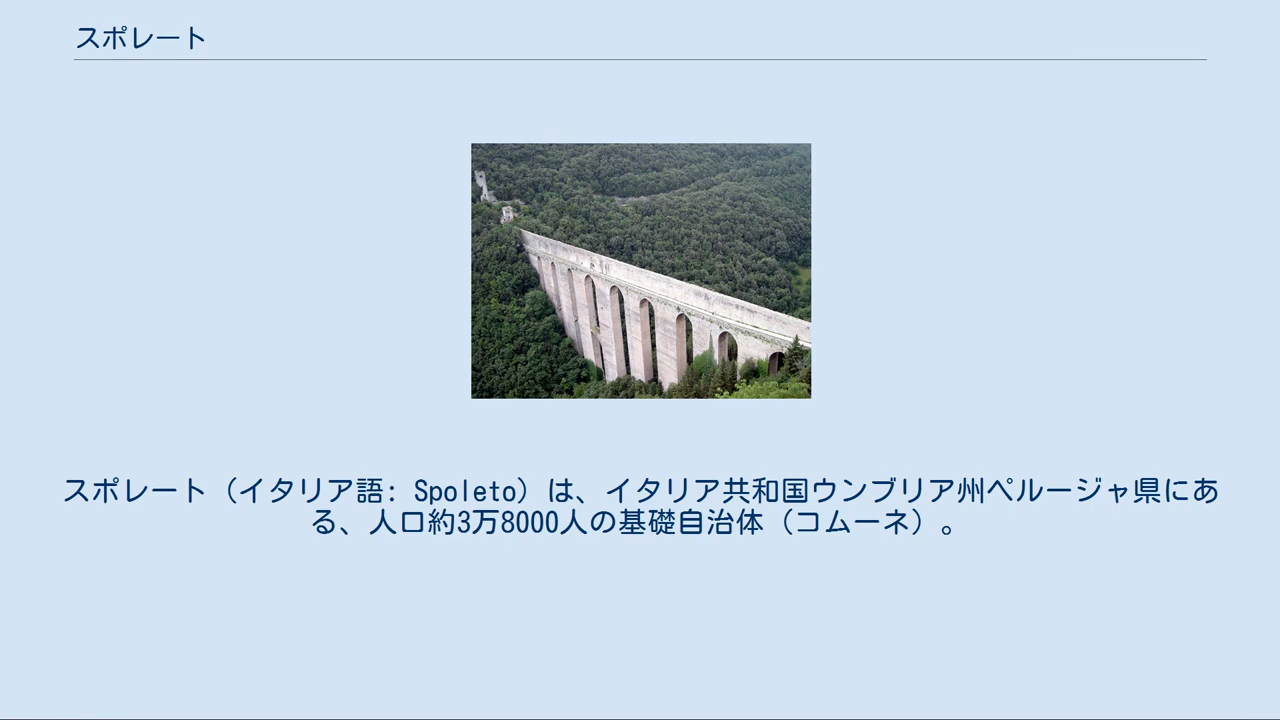 スポレート
スポレート（イタリア語: Spoleto）は、イタリア共和国ウンブリア州ペルージャ県にあ
る、人口約3万8000人の基礎自治体（コムーネ）。